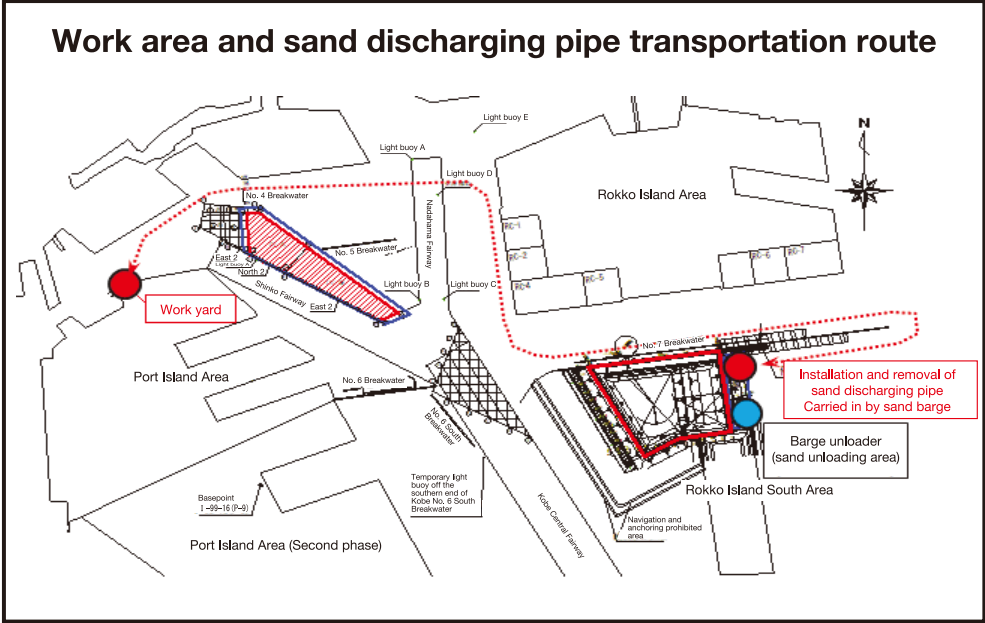 Work area and sand discharging pipe transportation route
Light buoy E
Light buoy A
N
Light buoy D
No. 4 Breakwater
Rokko Island Area
Nadahama Fairway
RC-1
No. 5 Breakwater
East 2
Light buoy A
North 2
RC-2
RC-6
RC-7
RC-5
RC-4
Shinko Fairway
Light buoy B
Light buoy C
East 2
Work yard
No. 7 Breakwater
Port Island Area
Installation and removal of
sand discharging pipe
Carried in by sand barge
No. 6 Breakwater
No. 6 South
Breakwater
Barge unloader
(sand unloading area)
Temporary light
buoy off the
southern end of
Kobe No. 6 South
Breakwater
Rokko Island South Area
Basepoint
I-99-16 (P-9)
Kobe Central Fairway
Navigation and
anchoring prohibited
area
Port Island Area (Second phase)